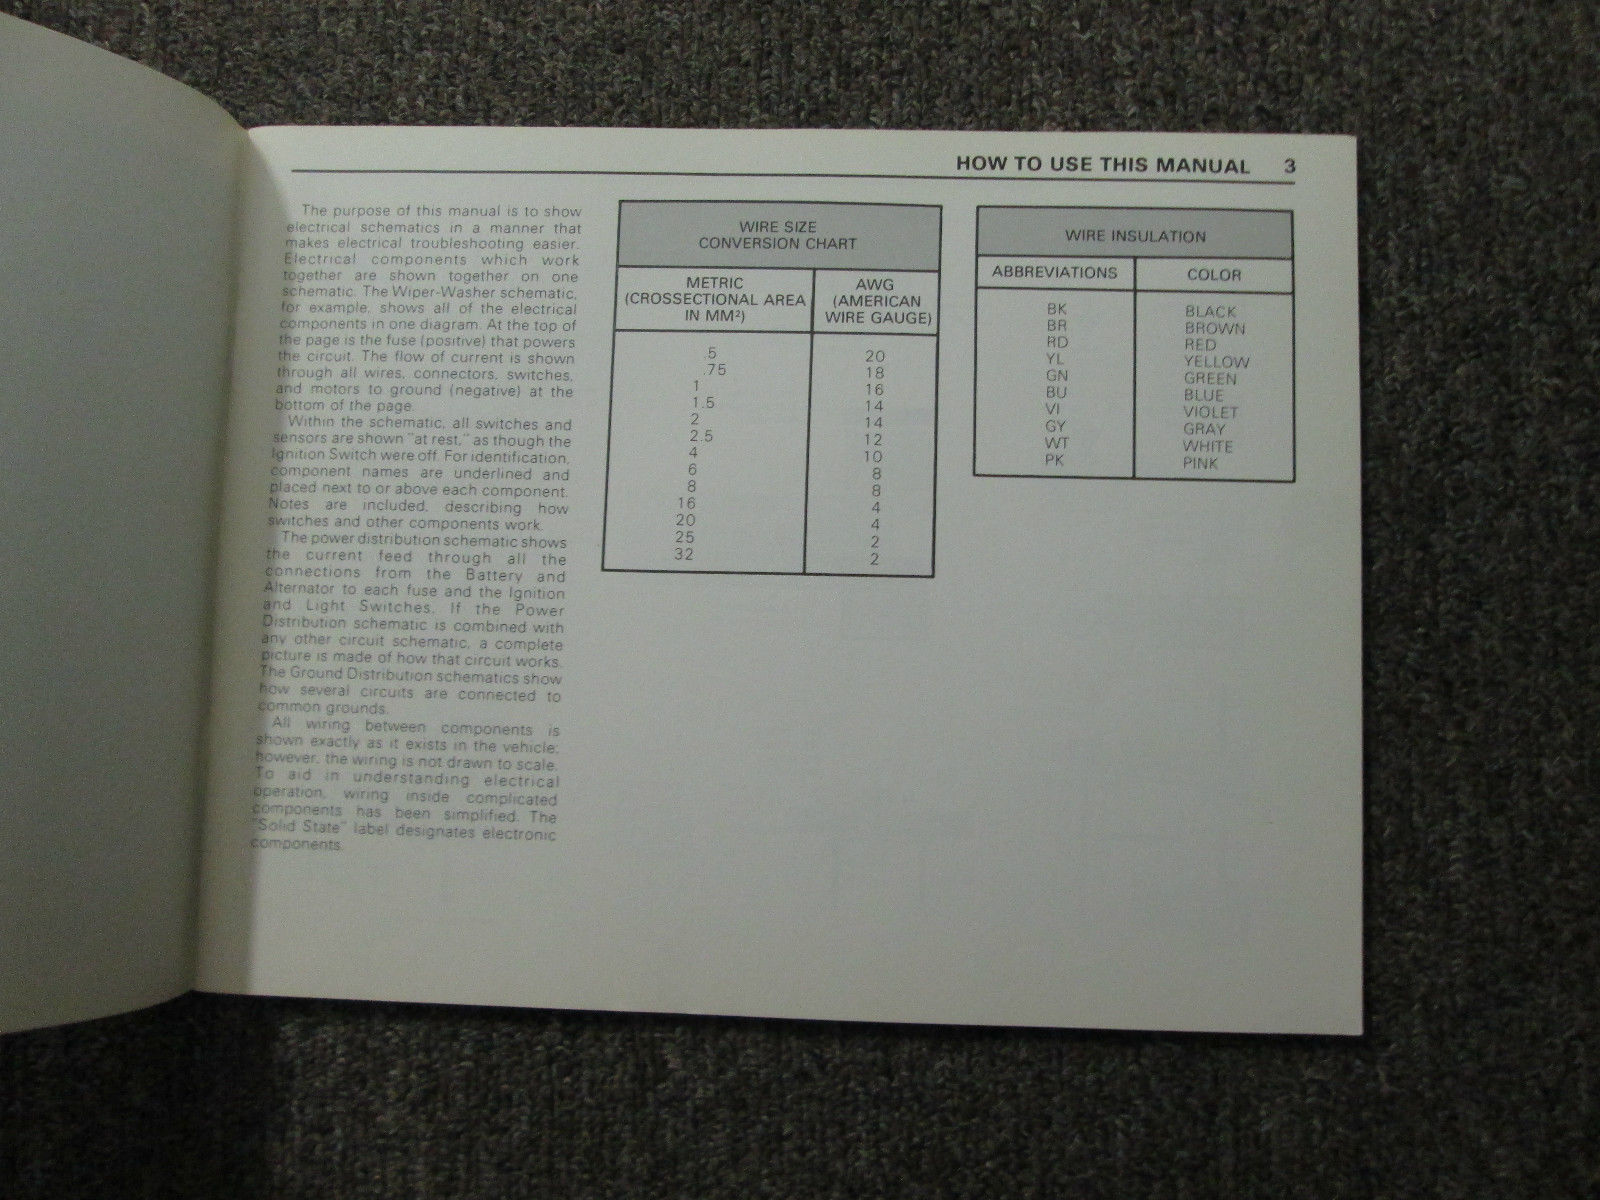 HOW TO USE THIS MANUAL 3
The purpose of this manual is to show
electrical schematics in a manner that
makes electrical troubleshooting easier.
Electrical components which work
together are shown together on one
schematic. The Wiper-Washer schematic,
for example, shows all of the electrical
components in one diagram. At the top of
the page is the fuse (positive) that powers
the circuit. The flow of current is shown
through all wires, connectors, switches,
and motors to ground (negative) at the
bottom of the page.
Within the schematic, all switches and
sensors are shown "at rest," as though the
Ignition Switch were off. For identification,
component names are underlined and
placed next to or above each component.
Notes are included, describing how
switches and other components work.
The power distribution schematic shows
the current feed through all the
connections from the Battery and
Alternator to each fuse and the Ignition
and Light Switches. If the Power
Distribution schematic is combined with
any other circuit schematic, a complete
picture is made of how that circuit works.
The Ground Distribution schematics show
how several circuits are connected to
common grounds.
All wiring between components is
shown exactly as it exists in the vehicle;
however, the wiring is not drawn to scale.
To aid in understanding electrical
operation, wiring inside complicated
components has been simplified. The
"Solid State" label designates electronic
components.
WIRE SIZE
CONVERSION CHART
METRIC
(CROSSECTIONAL AREA
IN MM²)
AWG
(AMERICAN
WIRE GAUGE)
.5 20
.75 18
1 16
1.5 14
2 14
2.5 12
4 10
6 8
8 8
16 4
20 4
25 2
32 2
WIRE INSULATION
ABBREVIATIONS COLOR
BK BLACK
BR BROWN
RD RED
YL YELLOW
GN GREEN
BU BLUE
VI VIOLET
GY GRAY
WT WHITE
PK PINK